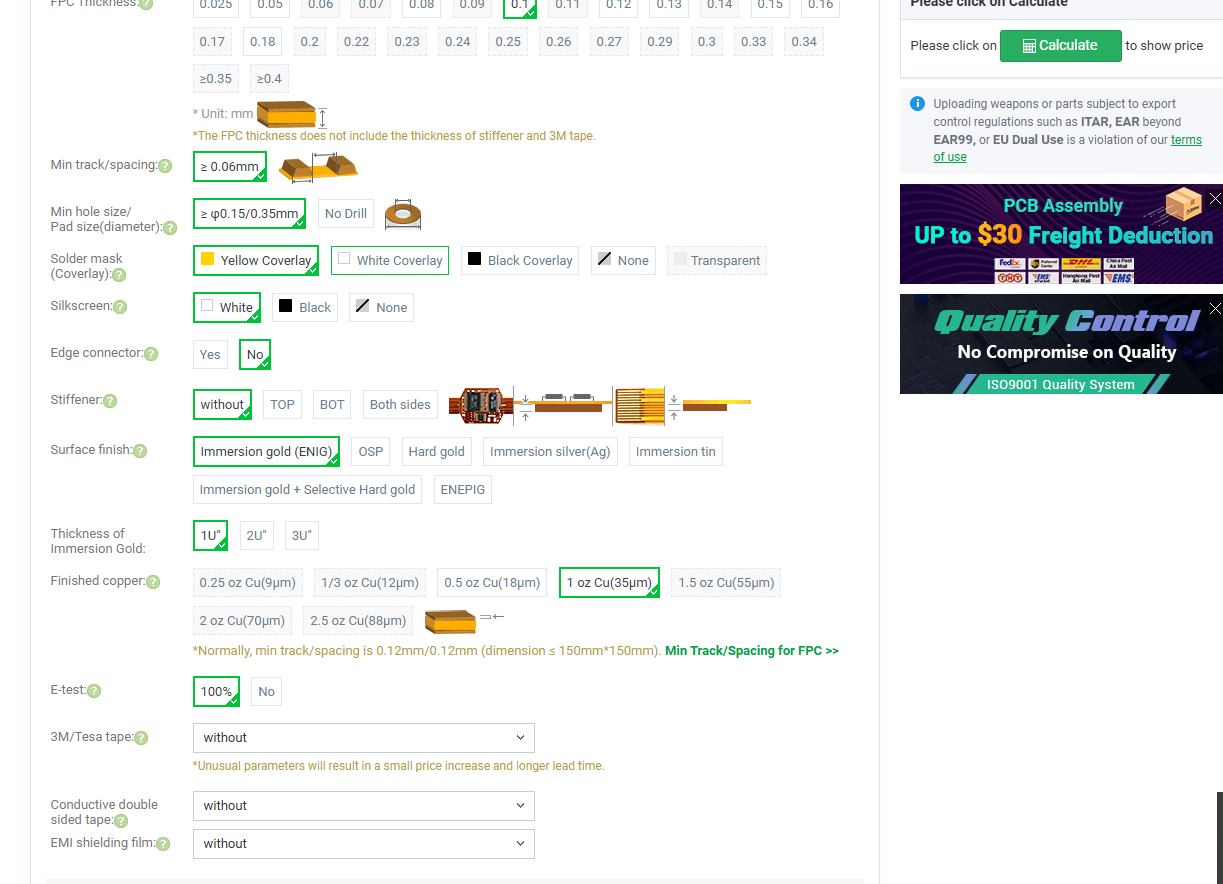 FPC Thickness:?
0.025 0.05 0.06 0.07 0.08 0.09 0.1 0.11 0.12 0.13 0.14 0.15 0.16
0.17 0.18 0.2 0.22 0.23 0.24 0.25 0.26 0.27 0.29 0.3 0.33 0.34
≥0.35 ≥0.4
* Unit: mm
*The FPC thickness does not include the thickness of stiffener and 3M tape.
Min track/spacing:? ≥ 0.06mm
Min hole size/
Pad size(diameter):? ≥ φ0.15/0.35mm No Drill
Solder mask
(Coverlay):? Yellow Coverlay White Coverlay Black Coverlay None Transparent
Silkscreen:? White Black None
Edge connector:? Yes No
Stiffener:? without TOP BOT Both sides
Surface finish:? Immersion gold (ENIG) OSP Hard gold Immersion silver(Ag) Immersion tin
Immersion gold + Selective Hard gold ENEPIG
Thickness of
Immersion Gold: 1U" 2U" 3U"
Finished copper:? 0.25 oz Cu(9μm) 1/3 oz Cu(12μm) 0.5 oz Cu(18μm) 1 oz Cu(35μm) 1.5 oz Cu(55μm)
2 oz Cu(70μm) 2.5 oz Cu(88μm)
*Normally, min track/spacing is 0.12mm/0.12mm (dimension ≤ 150mm*150mm). Min Track/Spacing for FPC >>
E-test:? 100% No
3M/Tesa tape:? without
*Unusual parameters will result in a small price increase and longer lead time.
Conductive double
sided tape:? without
EMI shielding film:? without
Please click on Calculate
Please click on Calculate to show price
Uploading weapons or parts subject to export
control regulations such as ITAR, EAR beyond
EAR99, or EU Dual Use is a violation of our terms
of use
PCB Assembly
UP to $30 Freight Deduction
FedEx DHL China Post Air Mail
TNT EMS Hongkong Post Air Mail EMS
Quality Control
No Compromise on Quality
ISO9001 Quality System